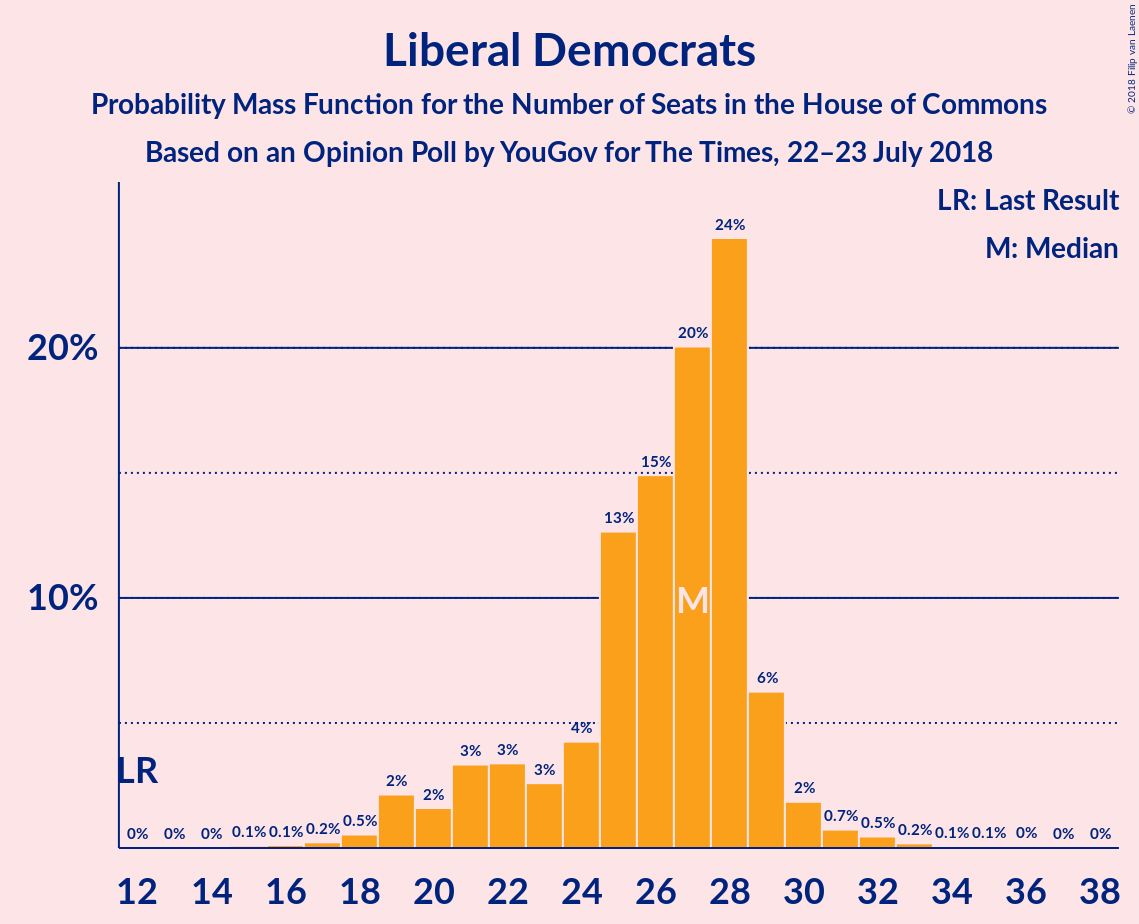 Liberal Democrats
Probability Mass Function for the Number of Seats in the House of Commons
Based on an Opinion Poll by YouGov for The Times, 22–23 July 2018
© 2018 Filip van Laenen
LR: Last Result
M: Median
20%
10%
LR
M
0% 0% 0% 0.1% 0.1% 0.2% 0.5% 2% 2% 3% 3% 3% 4% 13% 15% 20% 24% 6% 2% 0.7% 0.5% 0.2% 0.1% 0.1% 0% 0% 0%
12 14 16 18 20 22 24 26 28 30 32 34 36 38